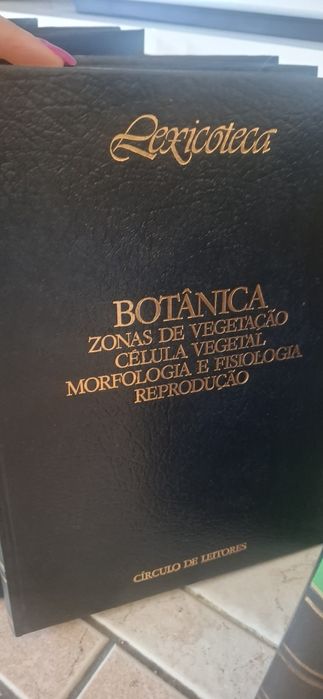 Lexicoteca
BOTÂNICA
ZONAS DE VEGETAÇÃO
CÉLULA VEGETAL
MORFOLOGIA E FISIOLOGIA
REPRODUÇÃO
CÍRCULO DE LEITORES